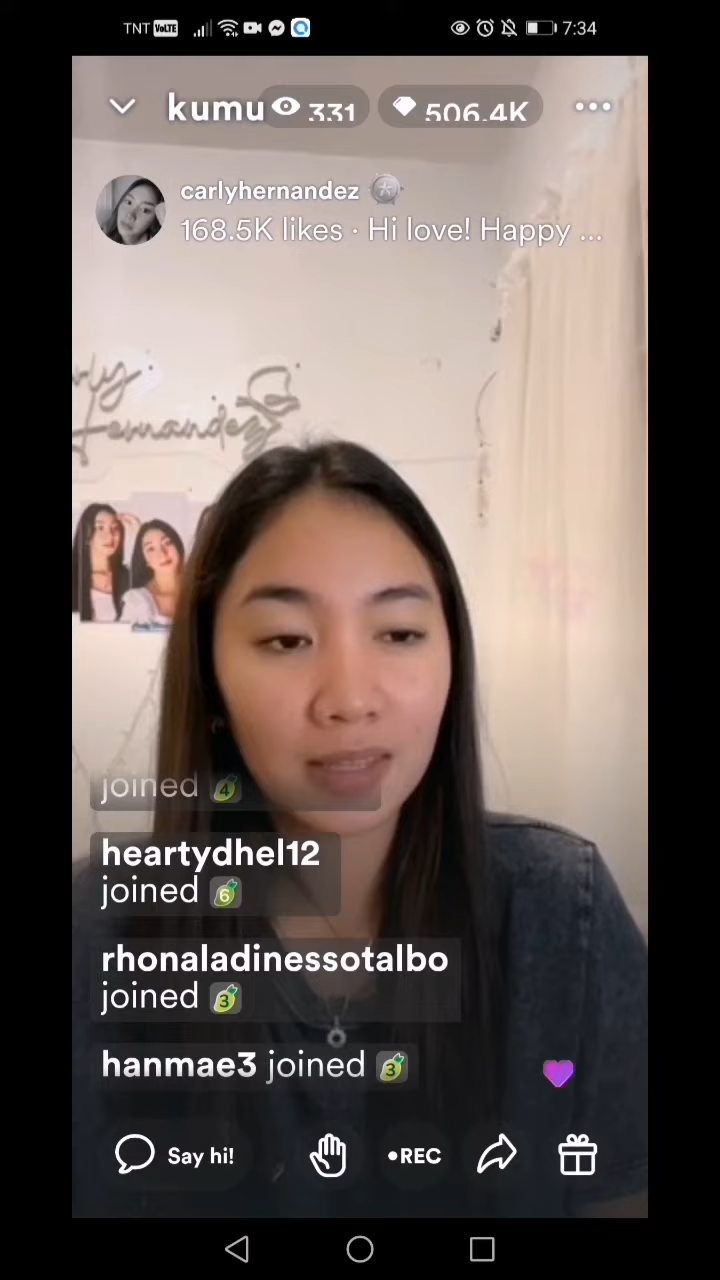 TNT VoLTE 7:34
kumu 331 506.4K
carlyhernandez
168.5K likes · Hi love! Happy ...
Hernandez
joined 4
heartydhel12
joined 6
rhonaladinessotalbo
joined 3
hanmae3 joined 3
Say hi! •REC